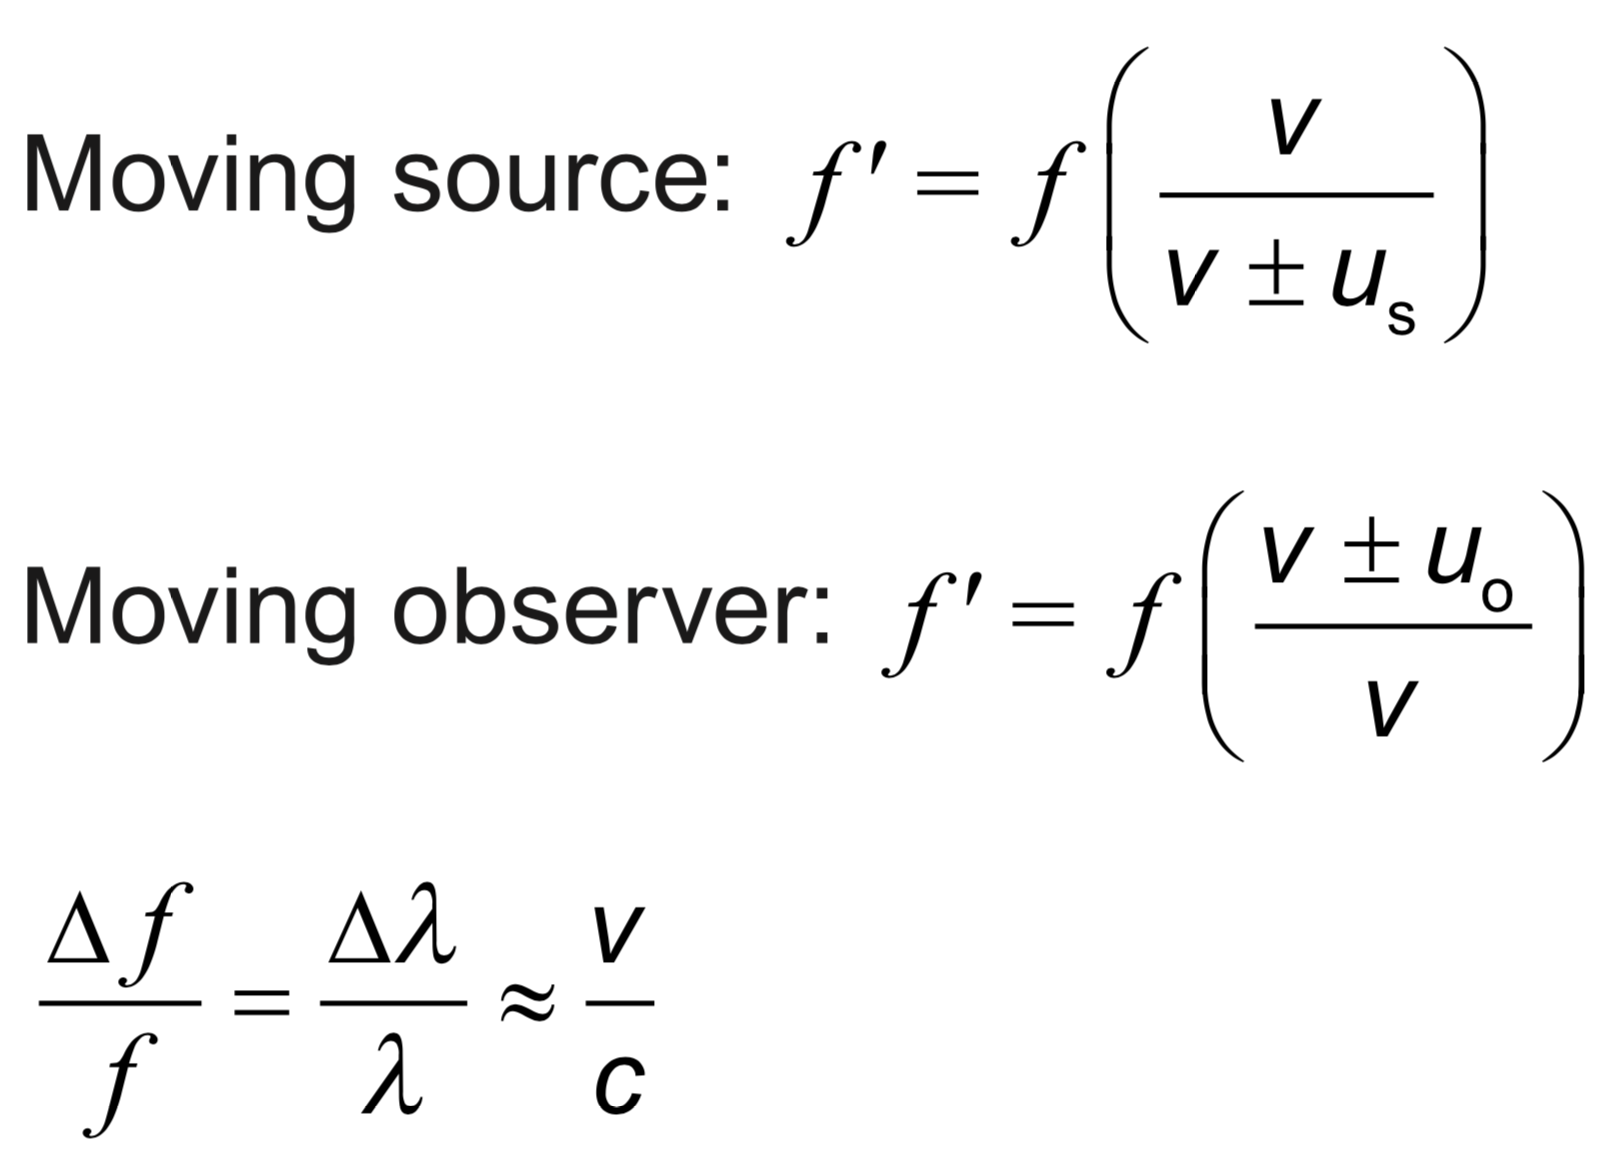 Moving source: f′ = f(v / (v ± uₛ))
Moving observer: f′ = f((v ± uₒ) / v)
Δf / f = Δλ / λ ≈ v / c